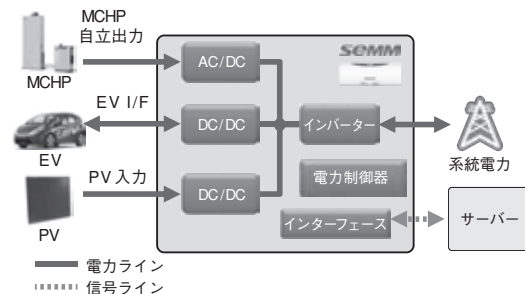 MCHP
自立出力
MCHP
AC/DC
SeMM
EV I/F
EV
DC/DC
インバーター
系統電力
PV 入力
PV
DC/DC
電力制御器
インターフェース
サーバー
電力ライン
信号ライン